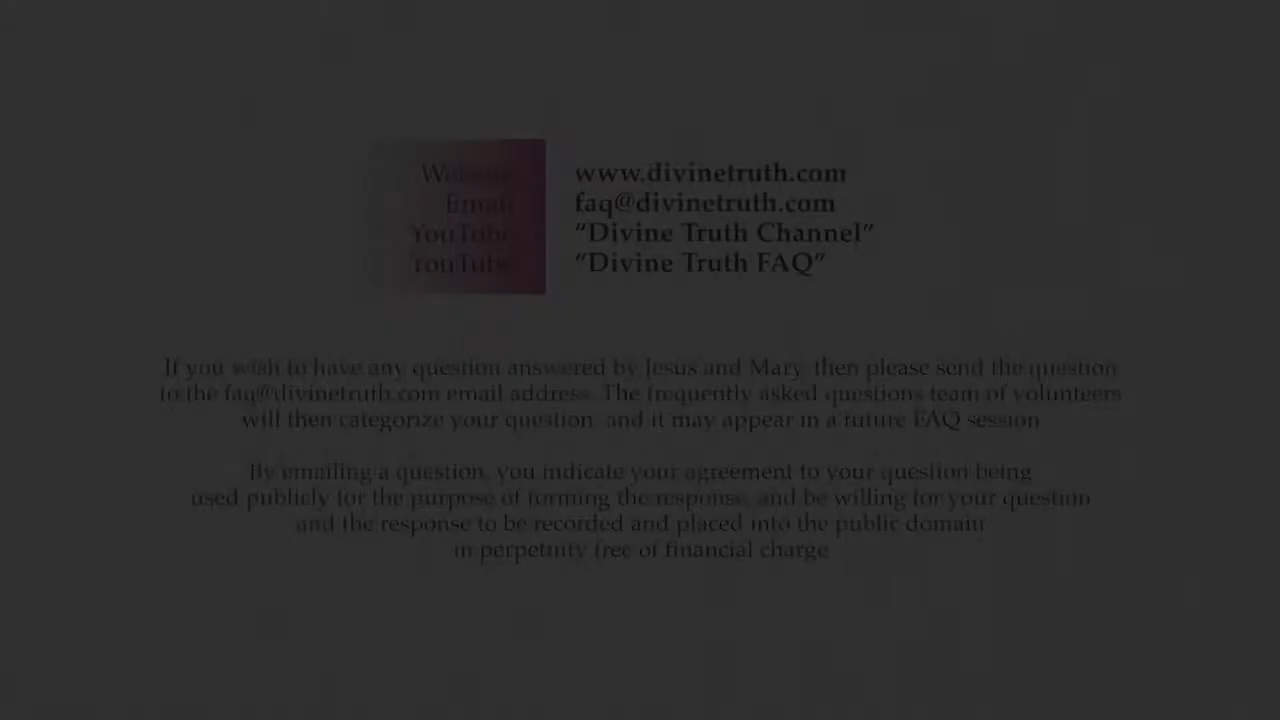 Website www.divinetruth.com
Email faq@divinetruth.com
YouTube “Divine Truth Channel”
YouTube “Divine Truth FAQ”
If you wish to have any question answered by Jesus and Mary, then please send the question
to the faq@divinetruth.com email address. The frequently asked questions team of volunteers
will then categorize your question, and it may appear in a future FAQ session
By emailing a question, you indicate your agreement to your question being
used publicly for the purpose of forming the response, and be willing for your question
and the response to be recorded and placed into the public domain
in perpetuity free of financial charge